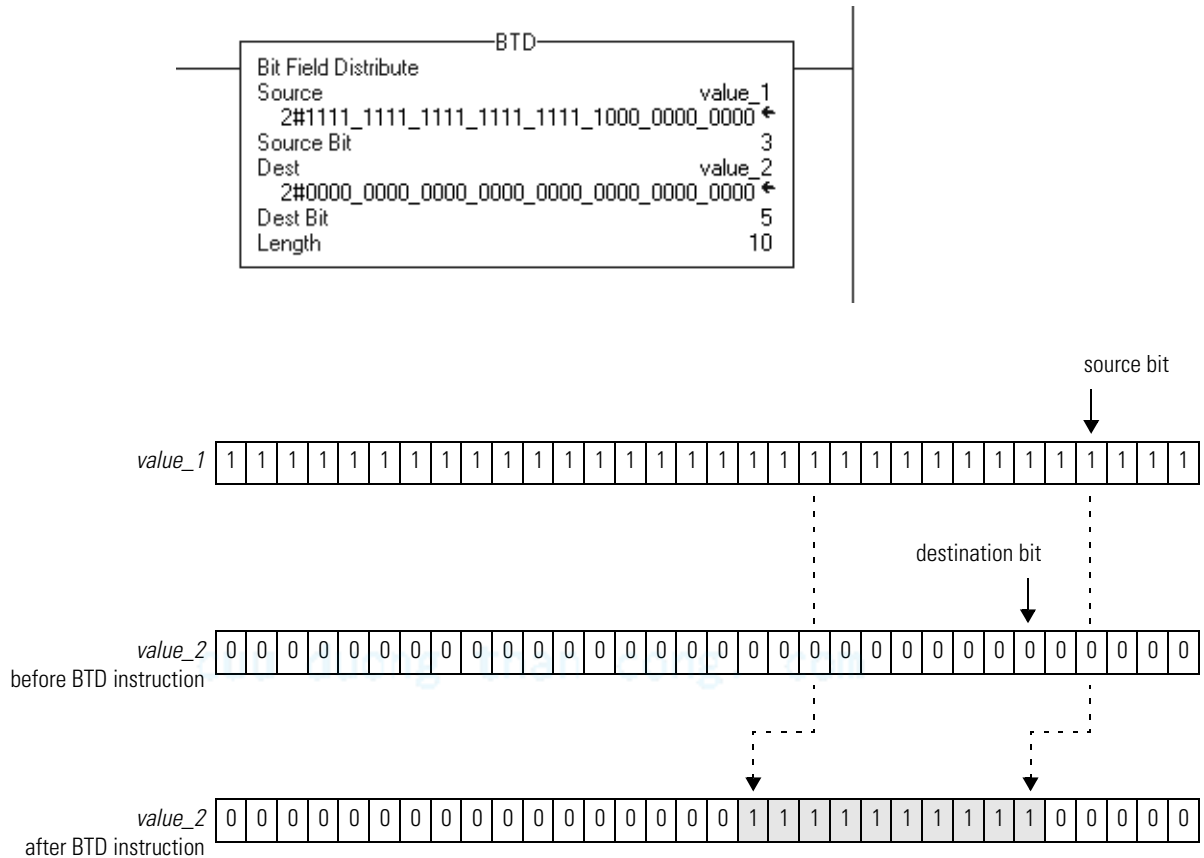 BTD
Bit Field Distribute
Source value_1
2#1111_1111_1111_1111_1111_1000_0000_0000
Source Bit 3
Dest value_2
2#0000_0000_0000_0000_0000_0000_0000_0000
Dest Bit 5
Length 10
source bit
value_1 1 1 1 1 1 1 1 1 1 1 1 1 1 1 1 1 1 1 1 1 1 1 1 1 1 1 1 1 1 1 1 1
destination bit
value_2 0 0 0 0 0 0 0 0 0 0 0 0 0 0 0 0 0 0 0 0 0 0 0 0 0 0 0 0 0 0 0 0
before BTD instruction
cuu duong than cong. com
value_2 0 0 0 0 0 0 0 0 0 0 0 0 0 0 0 0 0 1 1 1 1 1 1 1 1 1 1 0 0 0 0 0
after BTD instruction